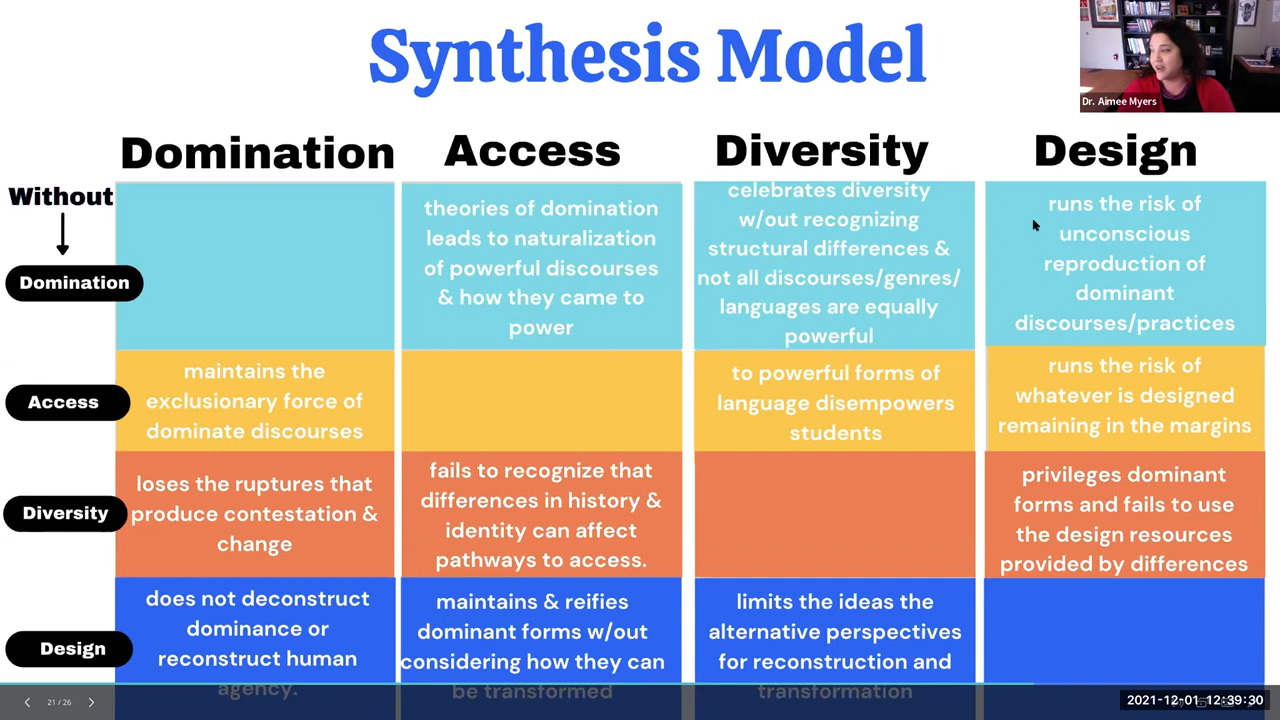 Synthesis Model
Dr. Aimee Myers
Domination
Access
Diversity
Design
Without
Domination
theories of domination
leads to naturalization
of powerful discourses
& how they came to
power
celebrates diversity
w/out recognizing
structural differences &
not all discourses/genres/
languages are equally
powerful
runs the risk of
unconscious
reproduction of
dominant
discourses/practices
Access
maintains the
exclusionary force of
dominate discourses
to powerful forms of
language disempowers
students
runs the risk of
whatever is designed
remaining in the margins
Diversity
loses the ruptures that
produce contestation &
change
fails to recognize that
differences in history &
identity can affect
pathways to access.
privileges dominant
forms and fails to use
the design resources
provided by differences
Design
does not deconstruct
dominance or
reconstruct human
agency.
maintains & reifies
dominant forms w/out
considering how they can
be transformed
limits the ideas the
alternative perspectives
for reconstruction and
transformation
21 / 26
2021-12-01 12:39:30